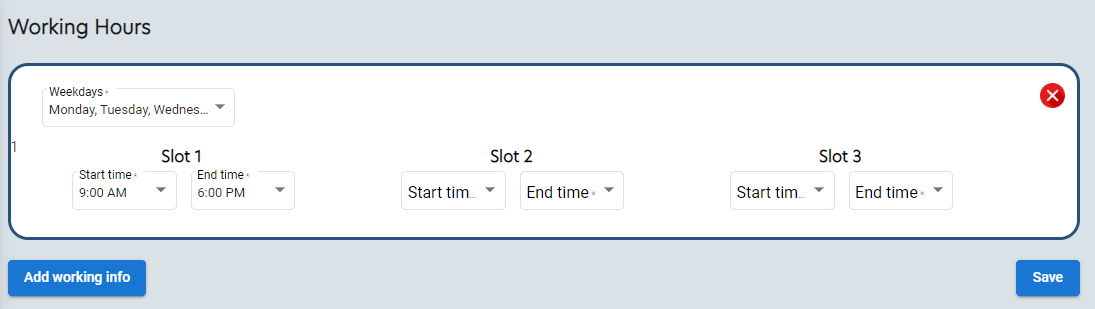 Working Hours
Weekdays *
Monday, Tuesday, Wednes...
1
Slot 1 Slot 2 Slot 3
Start time * End time *
9:00 AM 6:00 PM Start tim... End time * Start tim... End time *
Add working info Save